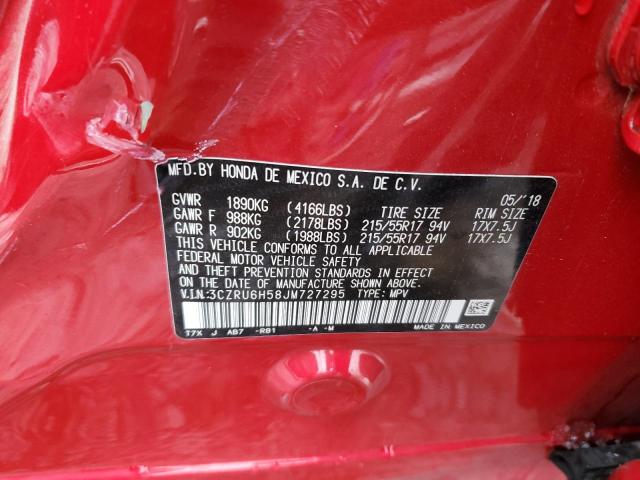 MFD.BY HONDA DE MEXICO S.A. DE C.V.
GVWR 1890KG (4166LBS) TIRE SIZE 05/'18 RIM SIZE
GAWR F 988KG (2178LBS) 215/55R17 94V 17X7.5J
GAWR R 902KG (1988LBS) 215/55R17 94V 17X7.5J
THIS VEHICLE CONFORMS TO ALL APPLICABLE
FEDERAL MOTOR VEHICLE SAFETY
AND THEFT PREVENTION STANDARDS IN EFFECT
ON THE DATE OF MANUFACTURE SHOWN ABOVE.
V.I.N:3CZRU6H58JM727295 TYPE: MPV
T7X J AB7 -RB1 -A -M MADE IN MEXICO